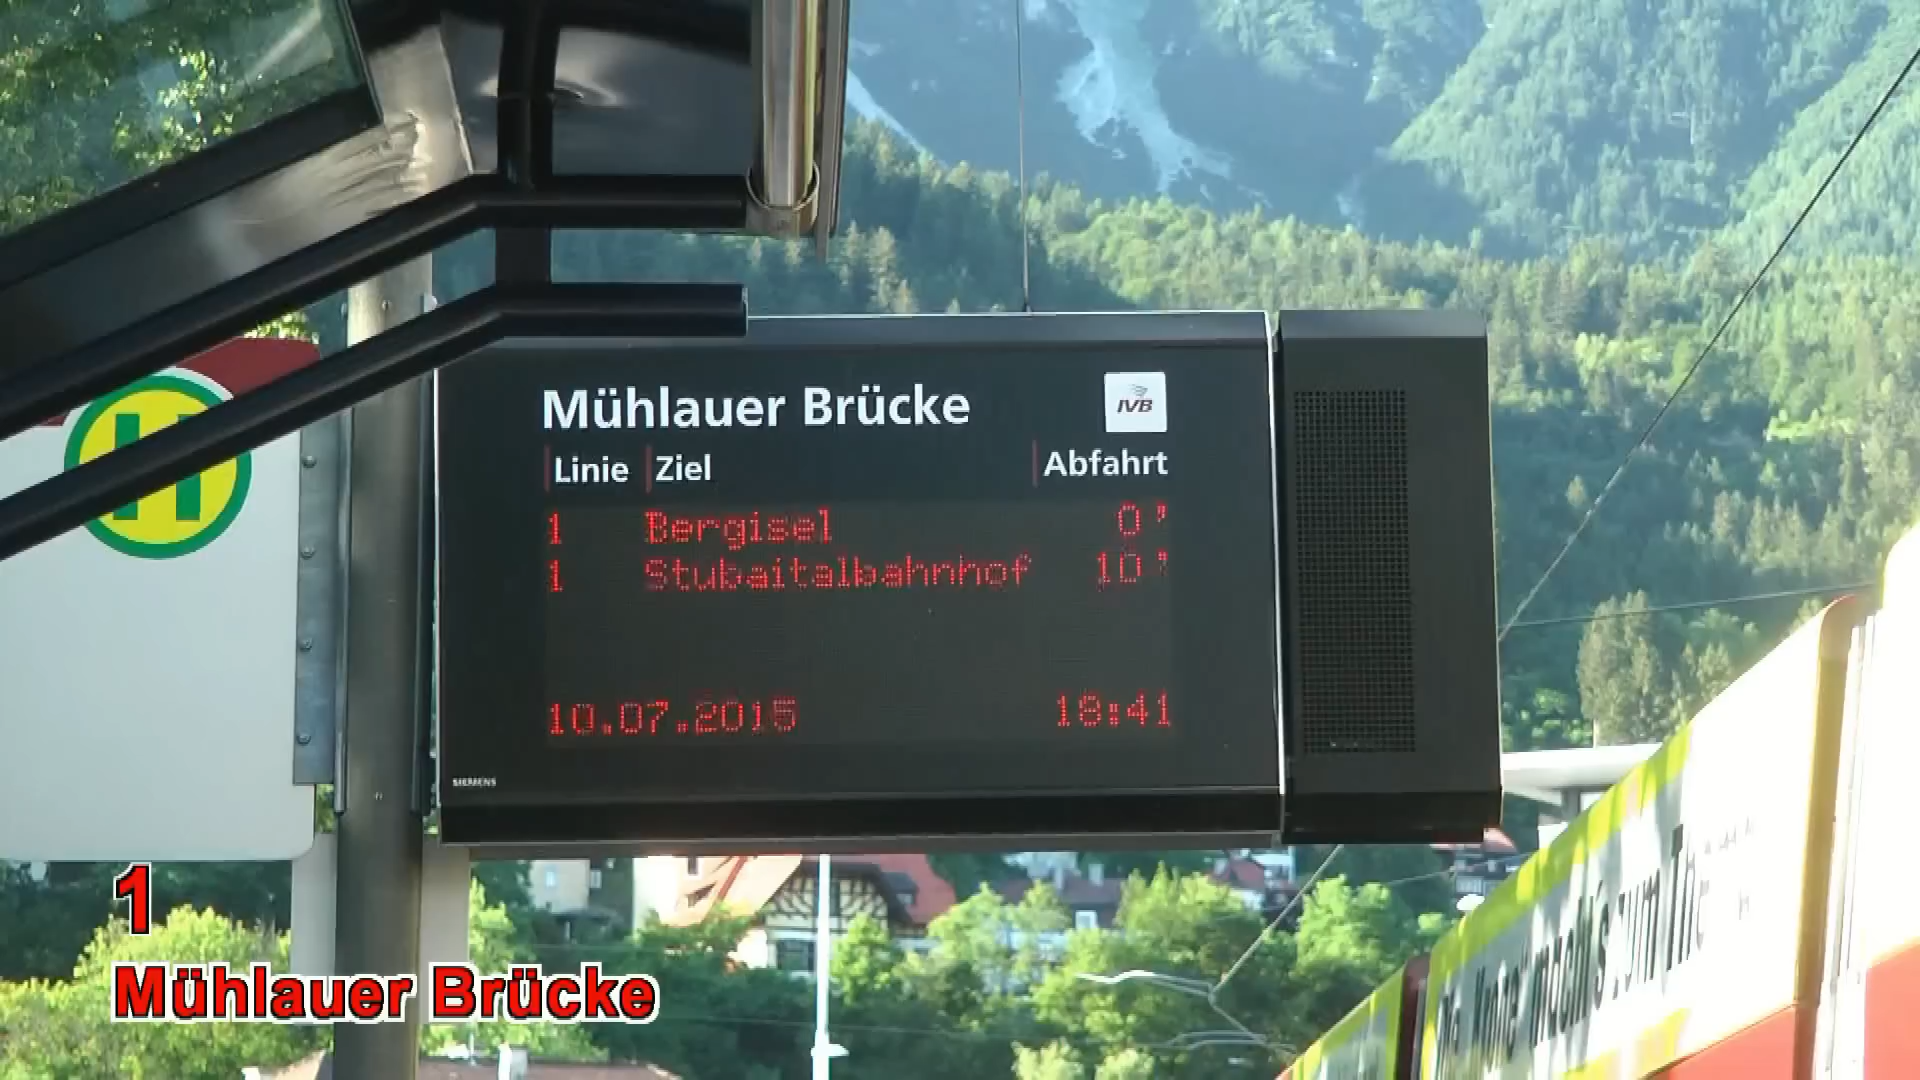 Mühlauer Brücke
IVB
Linie Ziel Abfahrt
1 Bergisel 0'
1 Stubaitalbahnhof 10'
10.07.2015 18:41
SIEMENS
H
1
Mühlauer Brücke
zum